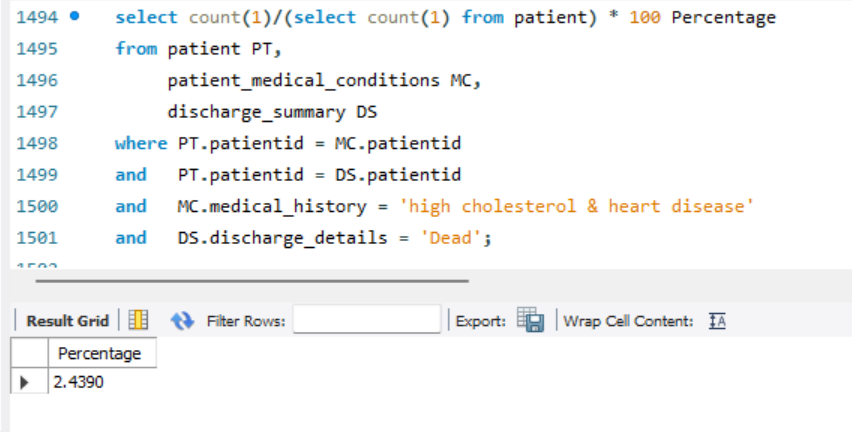 1494 select count(1)/(select count(1) from patient) * 100 Percentage
1495 from patient PT,
1496 patient_medical_conditions MC,
1497 discharge_summary DS
1498 where PT.patientid = MC.patientid
1499 and PT.patientid = DS.patientid
1500 and MC.medical_history = 'high cholesterol & heart disease'
1501 and DS.discharge_details = 'Dead';
Result Grid Filter Rows: Export: Wrap Cell Content: IA
Percentage
2.4390